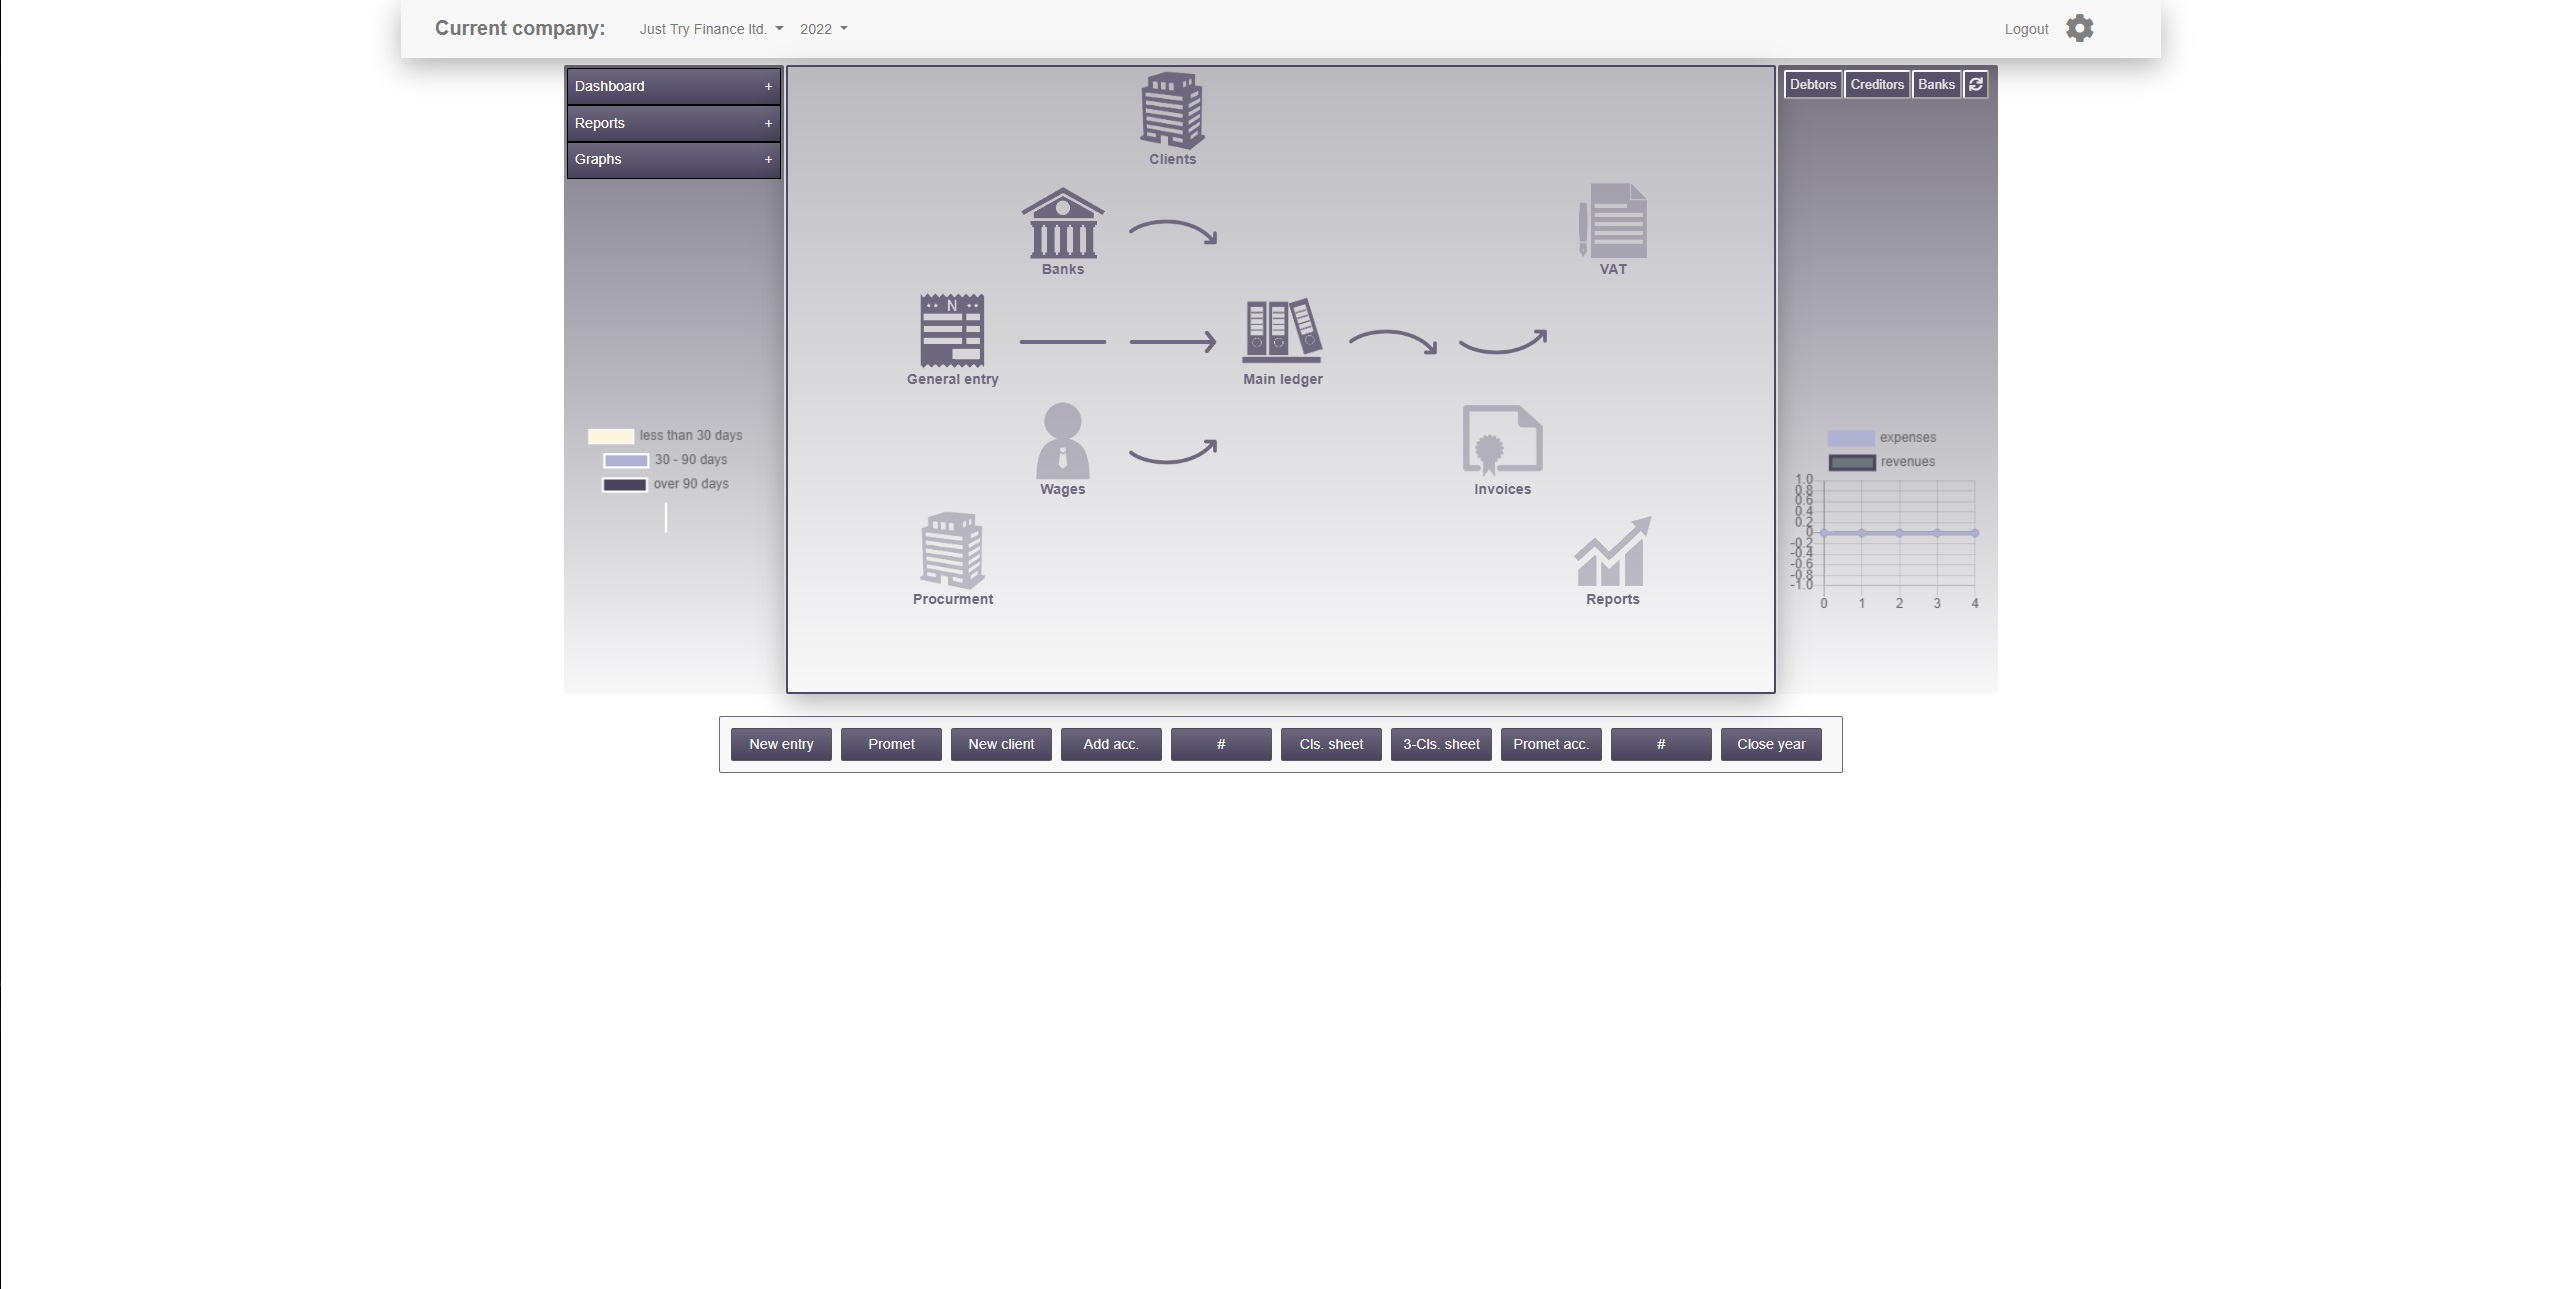 Current company: Just Try Finance ltd. 2022 Logout
Dashboard +
Reports +
Graphs +
less than 30 days
30 - 90 days
over 90 days
Clients
Banks
VAT
N
General entry
Main ledger
Wages
Invoices
Procurment
Reports
Debtors Creditors Banks
expenses
revenues
1.0
0.8
0.6
0.4
0.2
0
-0.2
-0.4
-0.6
-0.8
-1.0
0 1 2 3 4
New entry Promet New client Add acc. # Cls. sheet 3-Cls. sheet Promet acc. # Close year